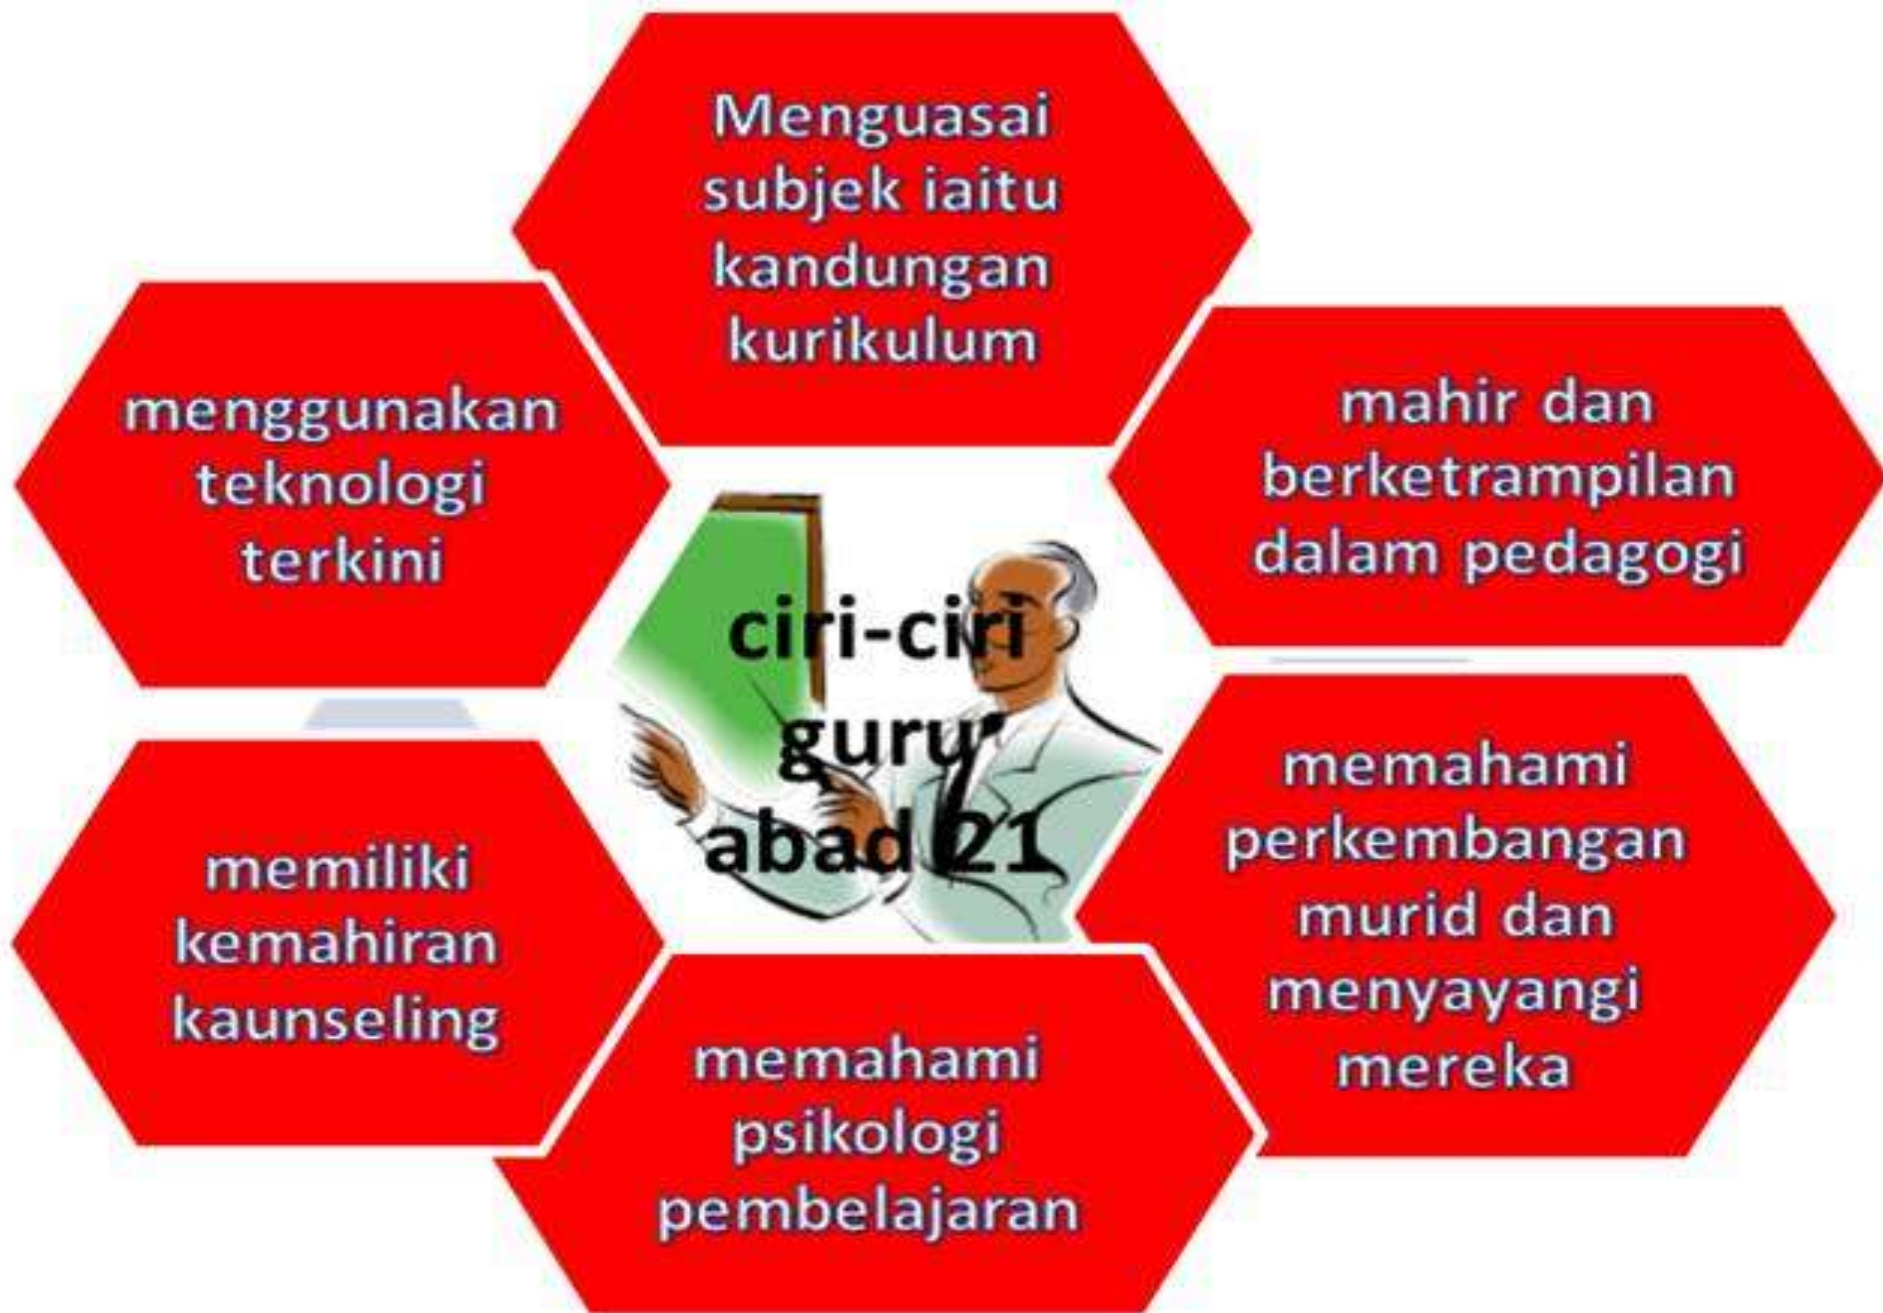 Menguasai
subjek iaitu
kandungan
kurikulum
mahir dan
berketrampilan
dalam pedagogi
memahami
perkembangan
murid dan
menyayangi
mereka
memahami
psikologi
pembelajaran
memiliki
kemahiran
kaunseling
menggunakan
teknologi
terkini
ciri-ciri
guru
abad 21